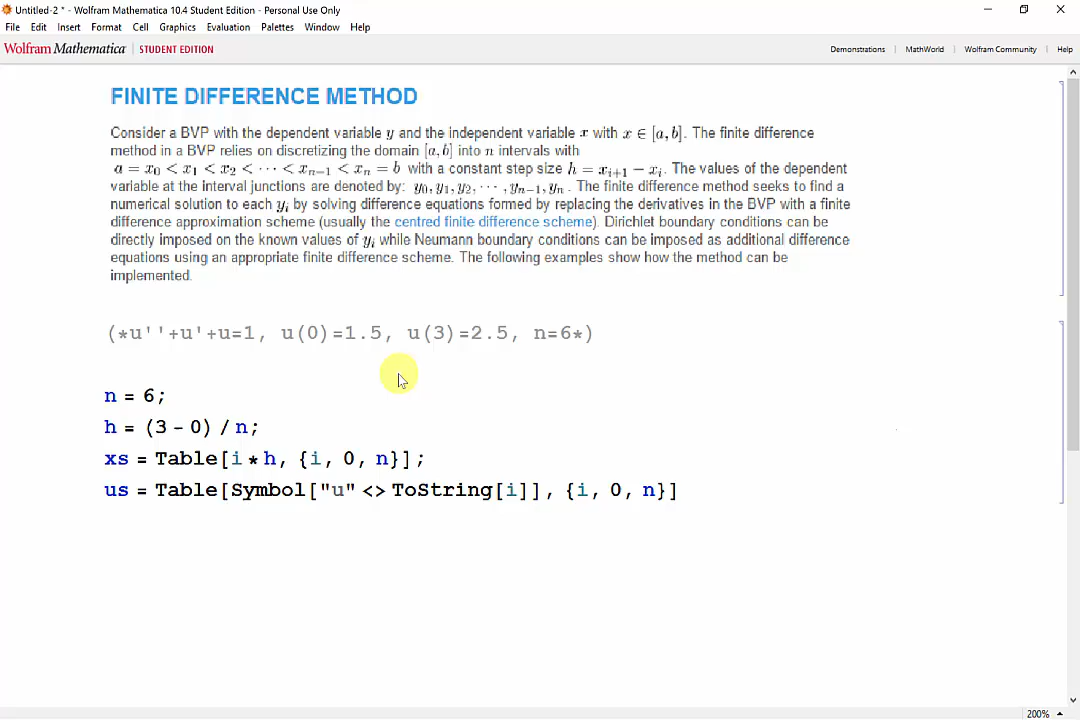 Untitled-2 * - Wolfram Mathematica 10.4 Student Edition - Personal Use Only
File Edit Insert Format Cell Graphics Evaluation Palettes Window Help
Wolfram Mathematica | STUDENT EDITION Demonstrations | MathWorld | Wolfram Community | Help
FINITE DIFFERENCE METHOD
Consider a BVP with the dependent variable y and the independent variable x with x ∈ [a, b]. The finite difference
method in a BVP relies on discretizing the domain [a, b] into n intervals with
a = x₀ < x₁ < x₂ < ⋯ < xₙ₋₁ < xₙ = b with a constant step size h = xᵢ₊₁ − xᵢ. The values of the dependent
variable at the interval junctions are denoted by: y₀, y₁, y₂, ⋯, yₙ₋₁, yₙ. The finite difference method seeks to find a
numerical solution to each yᵢ by solving difference equations formed by replacing the derivatives in the BVP with a finite
difference approximation scheme (usually the centred finite difference scheme). Dirichlet boundary conditions can be
directly imposed on the known values of yᵢ while Neumann boundary conditions can be imposed as additional difference
equations using an appropriate finite difference scheme. The following examples show how the method can be
implemented.
(*u''+u'+u=1, u(0)=1.5, u(3)=2.5, n=6*)
n = 6;
h = (3 - 0) / n;
xs = Table[i * h, {i, 0, n}];
us = Table[Symbol["u" <> ToString[i]], {i, 0, n}]
200%